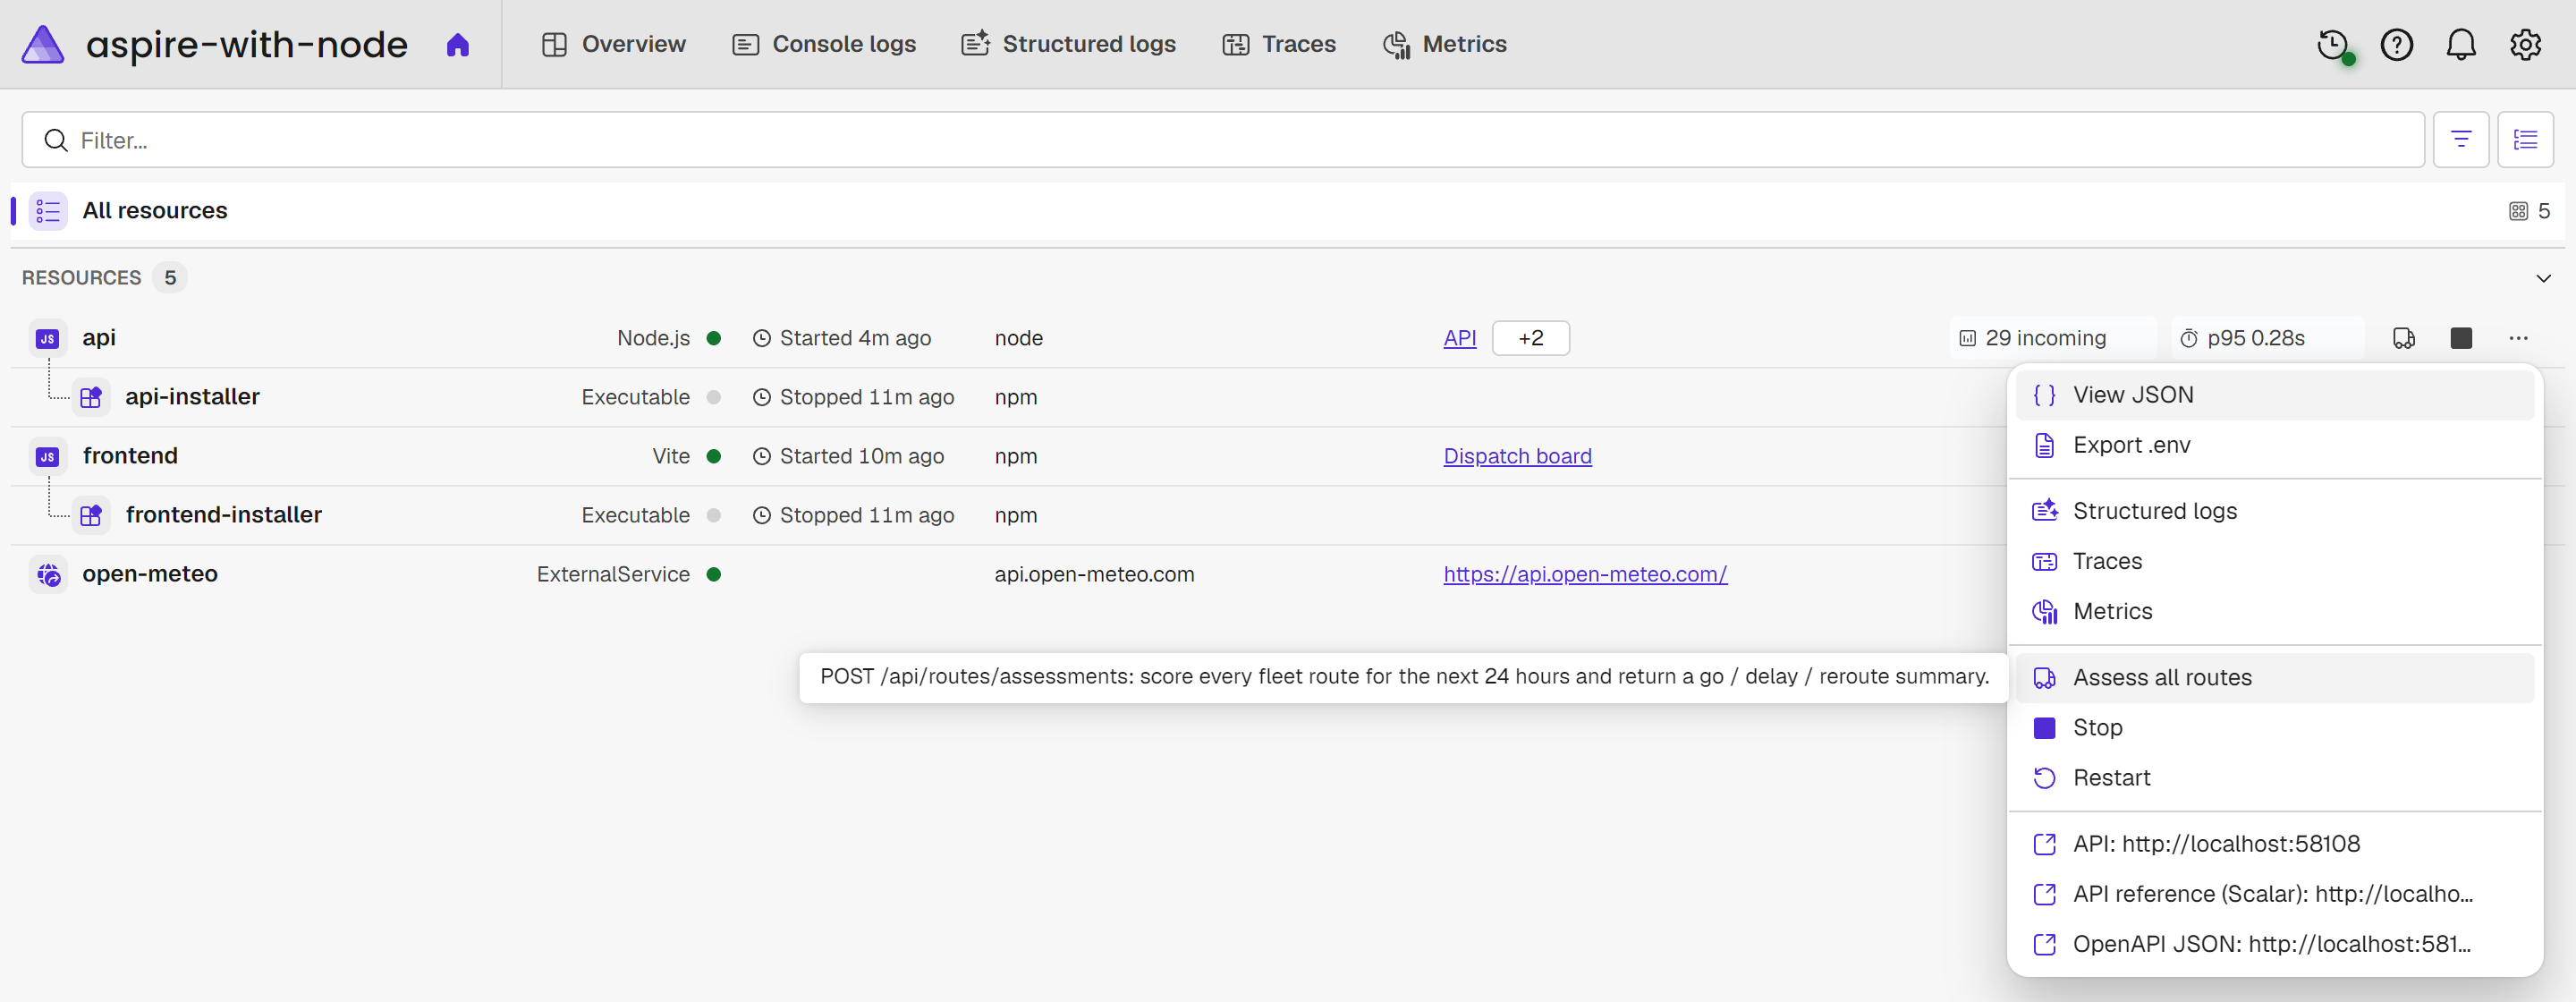 aspire-with-node Overview Console logs Structured logs Traces Metrics
Filter...
All resources 5
RESOURCES 5
JS api Node.js Started 4m ago node API +2 29 incoming p95 0.28s
api-installer Executable Stopped 11m ago npm
JS frontend Vite Started 10m ago npm Dispatch board
frontend-installer Executable Stopped 11m ago npm
open-meteo ExternalService api.open-meteo.com https://api.open-meteo.com/
View JSON
Export .env
Structured logs
Traces
Metrics
POST /api/routes/assessments: score every fleet route for the next 24 hours and return a go / delay / reroute summary.
Assess all routes
Stop
Restart
API: http://localhost:58108
API reference (Scalar): http://localho...
OpenAPI JSON: http://localhost:581...